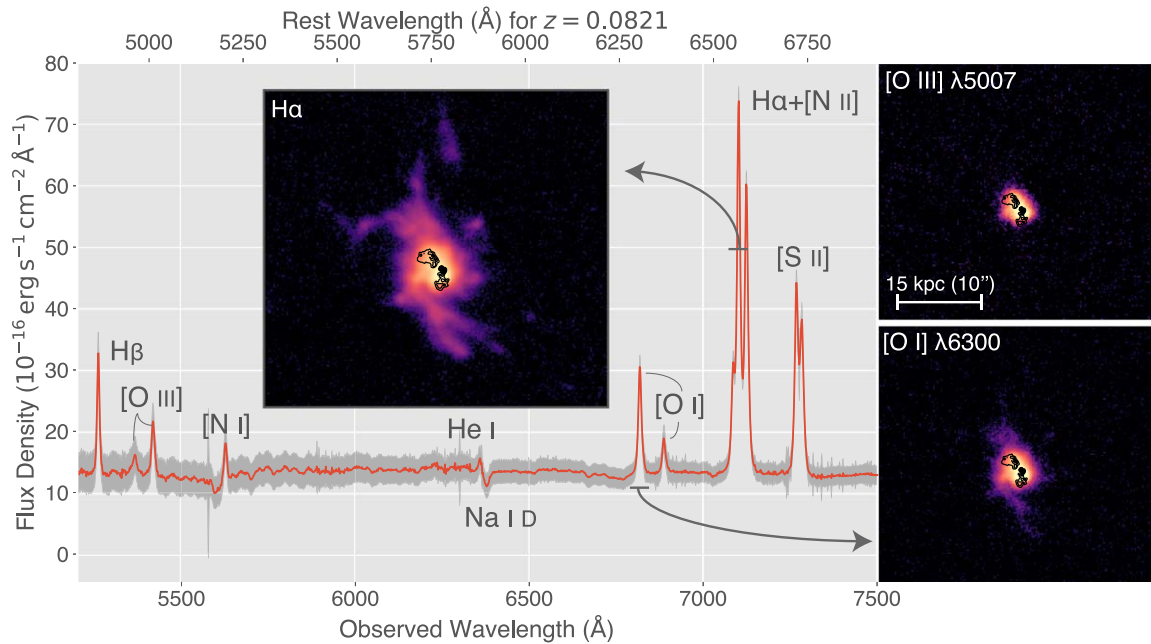 Rest Wavelength (Å) for z = 0.0821
5000 5250 5500 5750 6000 6250 6500 6750
80
70
60
50
40
30
20
10
0
Flux Density (10⁻¹⁶ erg s⁻¹ cm⁻² Å⁻¹)
Hα
Hα+[N II]
[S II]
Hβ
[O III]
[N I]
He I
Na I D
[O I]
5500 6000 6500 7000 7500
Observed Wavelength (Å)
[O III] λ5007
15 kpc (10”)
[O I] λ6300